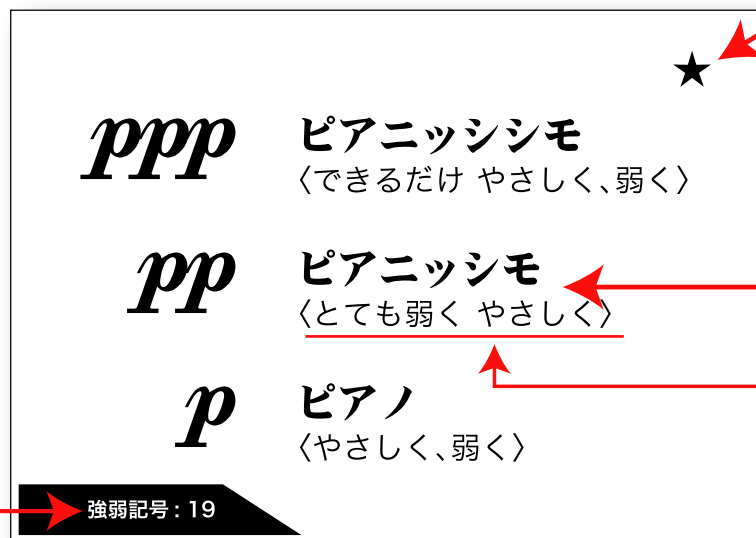 ★
ppp ピアニッシシモ
〈できるだけ やさしく、弱く〉
pp ピアニッシモ
〈とても弱く やさしく〉
p ピアノ
〈やさしく、弱く〉
強弱記号 : 19